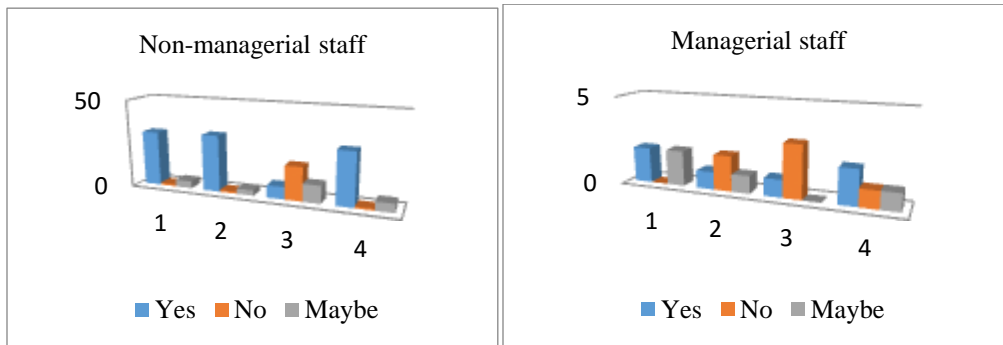 Non-managerial staff
50
0
1 2 3 4
Yes No Maybe
Managerial staff
5
0
1 2 3 4
Yes No Maybe